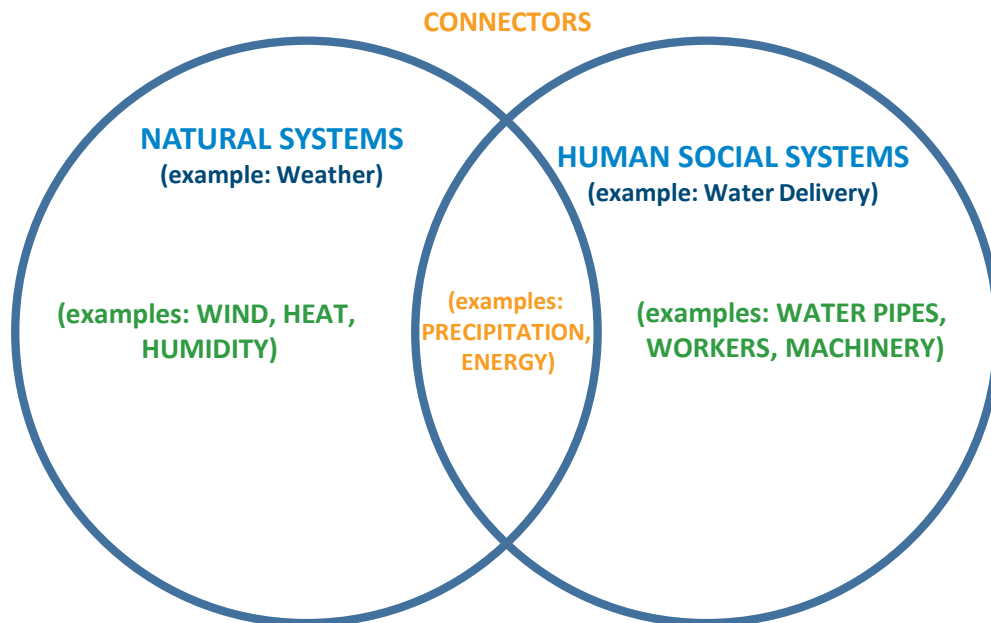 CONNECTORS
NATURAL SYSTEMS
(example: Weather)
HUMAN SOCIAL SYSTEMS
(example: Water Delivery)
(examples: WIND, HEAT,
HUMIDITY)
(examples:
PRECIPITATION,
ENERGY)
(examples: WATER PIPES,
WORKERS, MACHINERY)